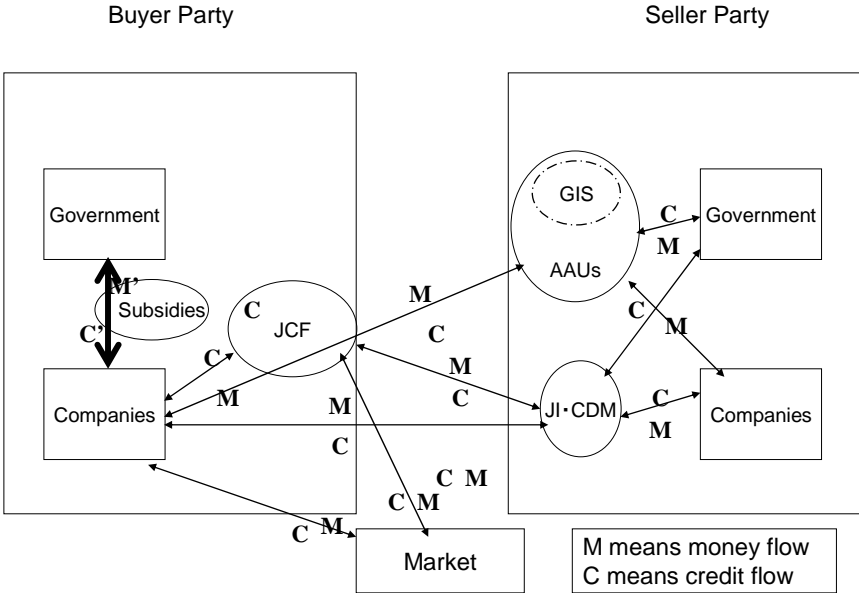 Buyer Party
Seller Party
GIS
C
Government
Government
M
AAUs
M'
M
Subsidies
C
C
C
M
JCF
C'
C
M
C
M
C
Companies
M
JI・CDM
C
Companies
M
C
M
C M
C M
C M
Market
M means money flow
C means credit flow